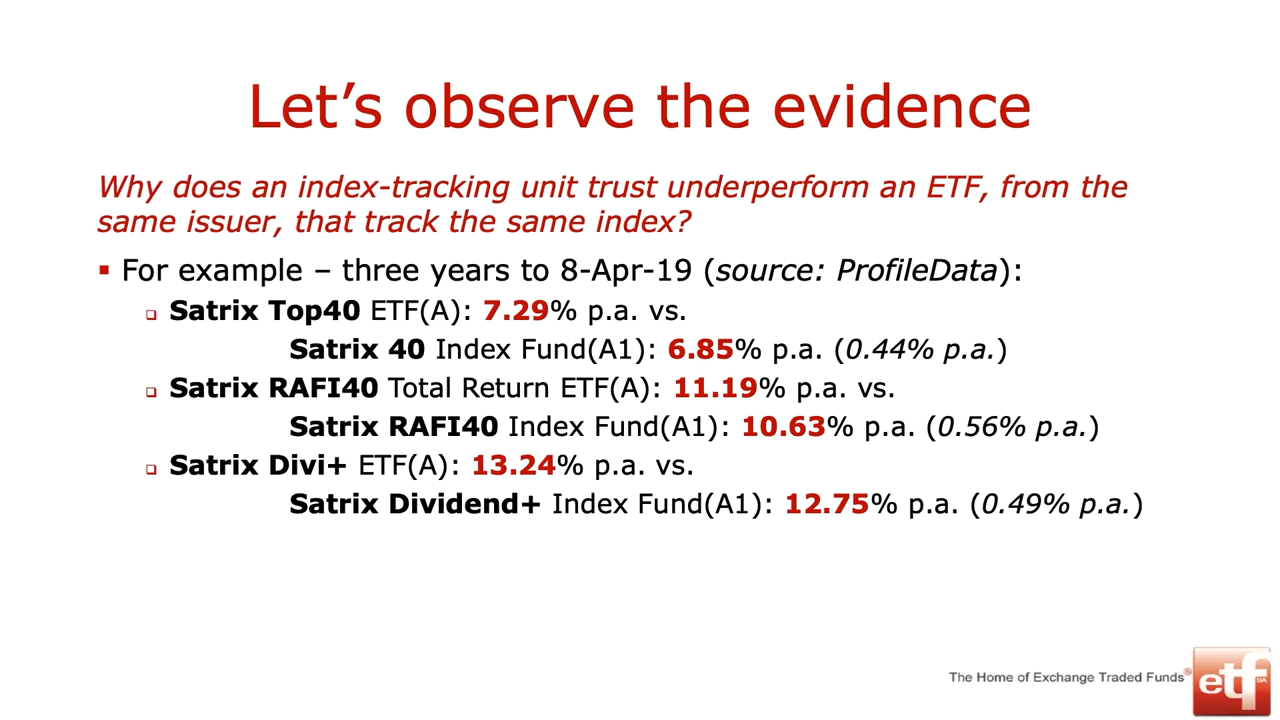 Let’s observe the evidence
Why does an index-tracking unit trust underperform an ETF, from the
same issuer, that track the same index?
For example – three years to 8-Apr-19 (source: ProfileData):
Satrix Top40 ETF(A): 7.29% p.a. vs.
Satrix 40 Index Fund(A1): 6.85% p.a. (0.44% p.a.)
Satrix RAFI40 Total Return ETF(A): 11.19% p.a. vs.
Satrix RAFI40 Index Fund(A1): 10.63% p.a. (0.56% p.a.)
Satrix Divi+ ETF(A): 13.24% p.a. vs.
Satrix Dividend+ Index Fund(A1): 12.75% p.a. (0.49% p.a.)
The Home of Exchange Traded Funds®
etf SA